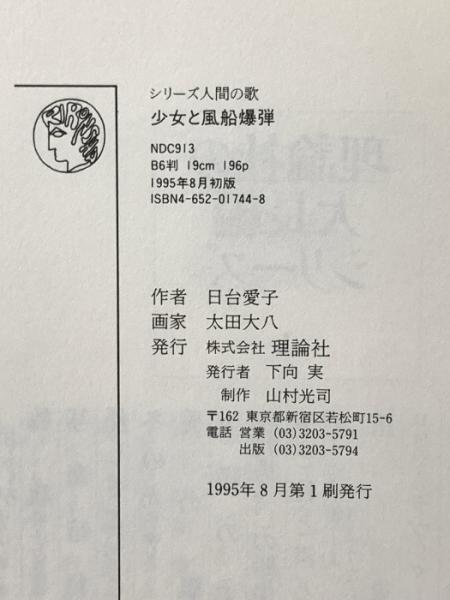 シリーズ人間の歌
少女と風船爆弾
NDC913
B6判 19cm 196p
1995年8月初版
ISBN4-652-01744-8
作者 日台愛子
画家 太田大八
発行 株式会社 理論社
発行者 下向 実
制作 山村光司
〒162 東京都新宿区若松町15-6
電話 営業 (03)3203-5791
出版 (03)3203-5794
1995年8月第1刷発行